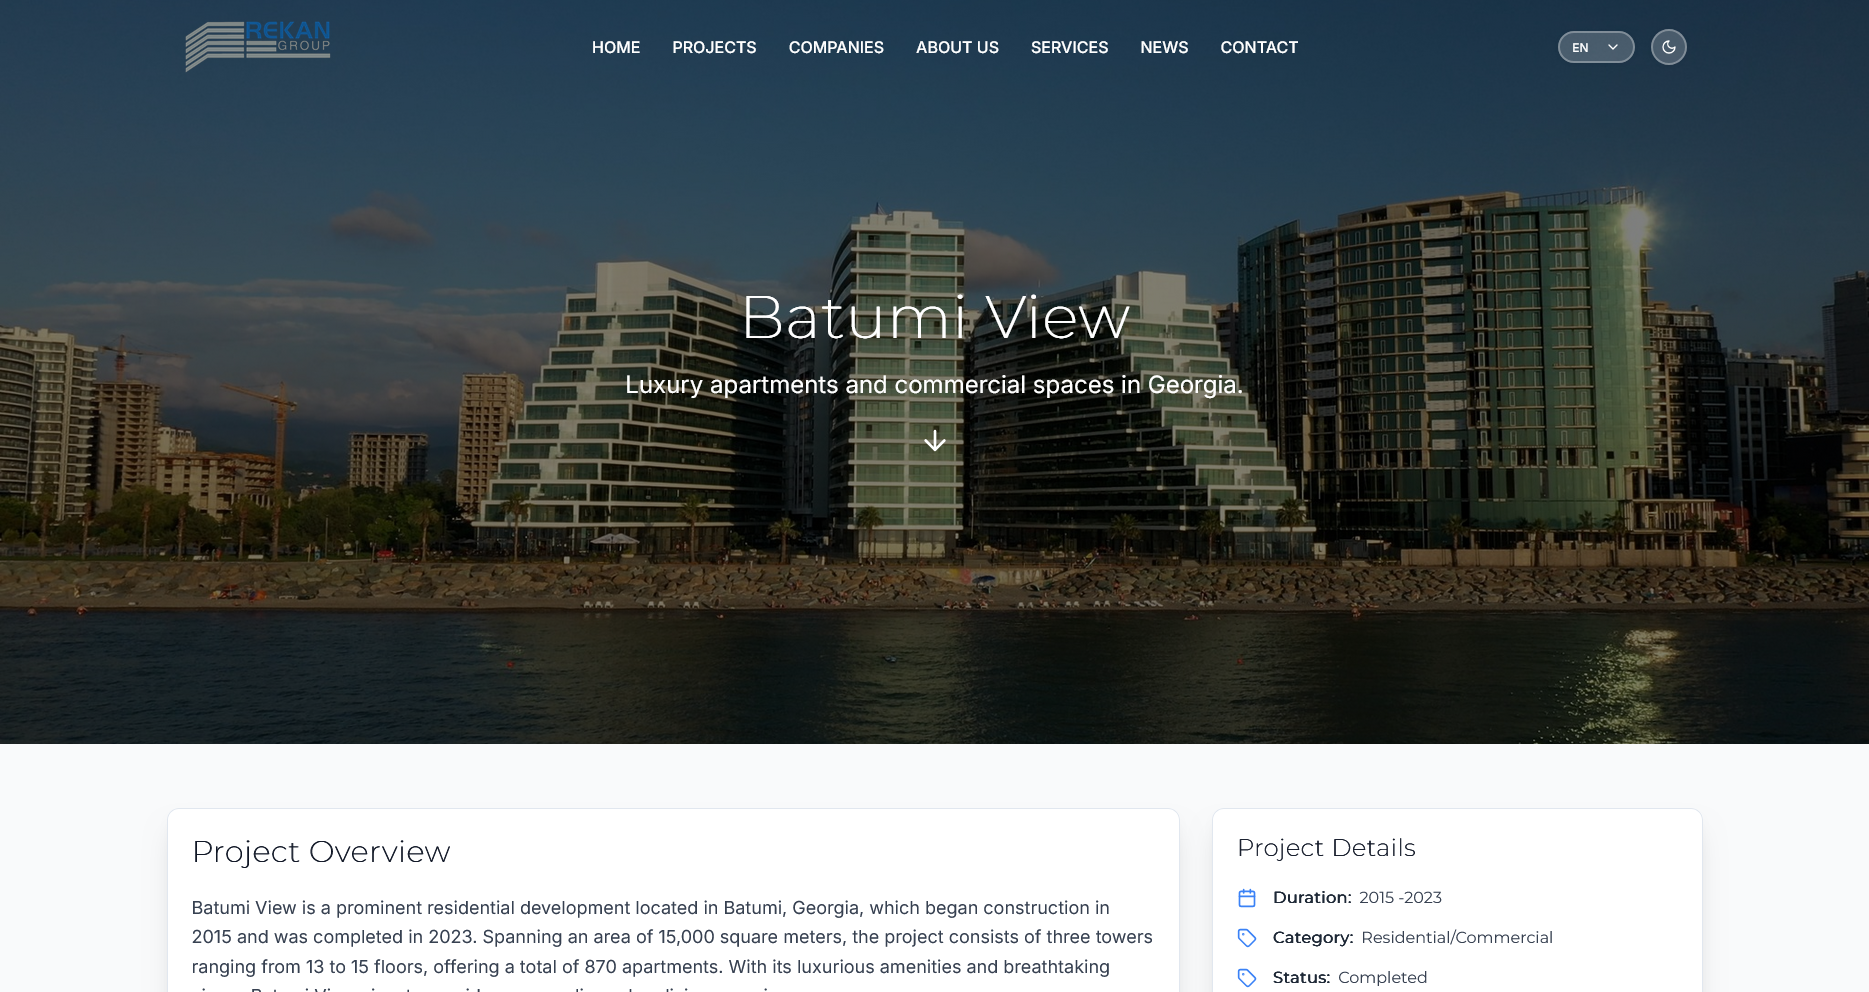 REKAN
GROUP
HOME PROJECTS COMPANIES ABOUT US SERVICES NEWS CONTACT
EN
Batumi View
Luxury apartments and commercial spaces in Georgia.
Project Overview
Batumi View is a prominent residential development located in Batumi, Georgia, which began construction in
2015 and was completed in 2023. Spanning an area of 15,000 square meters, the project consists of three towers
ranging from 13 to 15 floors, offering a total of 870 apartments. With its luxurious amenities and breathtaking
Project Details
Duration: 2015 -2023
Category: Residential/Commercial
Status: Completed